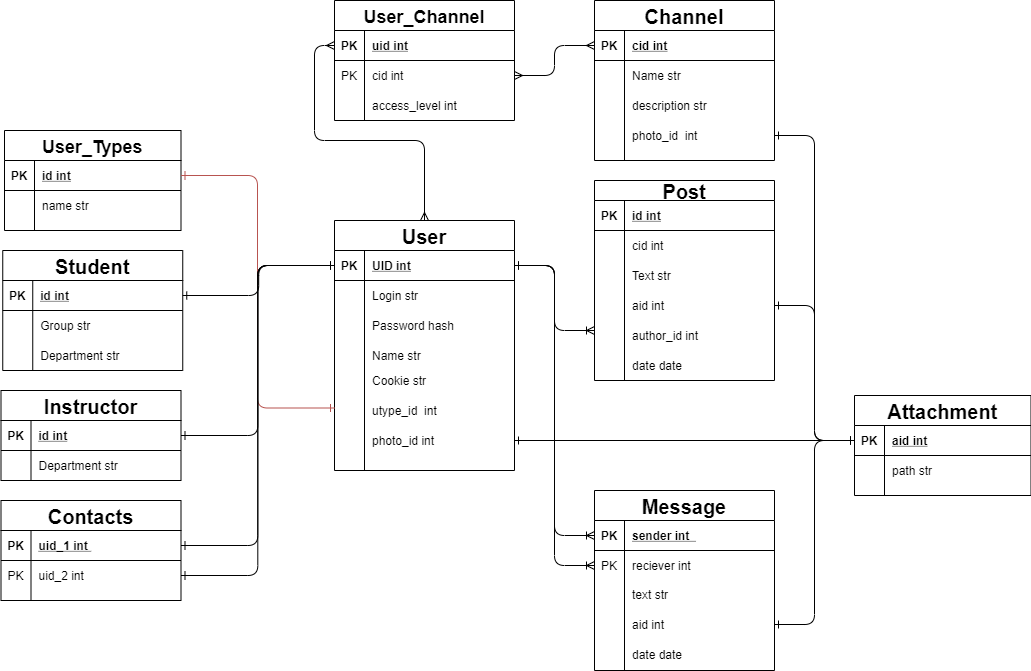 User_Channel
PK uid int
PK cid int
access_level int
Channel
PK cid int
Name str
description str
photo_id int
User_Types
PK id int
name str
Post
PK id int
cid int
Text str
aid int
author_id int
date date
User
PK UID int
Login str
Password hash
Name str
Cookie str
utype_id int
photo_id int
Student
PK id int
Group str
Department str
Instructor
PK id int
Department str
Attachment
PK aid int
path str
Contacts
PK uid_1 int
PK uid_2 int
Message
PK sender int
PK reciever int
text str
aid int
date date